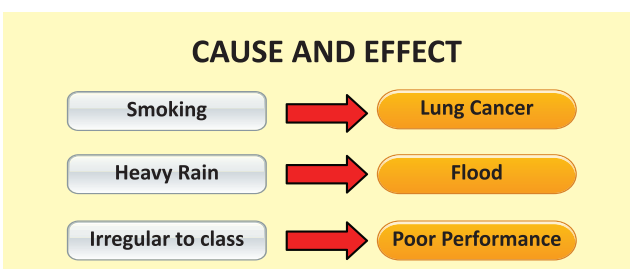 CAUSE AND EFFECT
Smoking
Lung Cancer
Heavy Rain
Flood
Irregular to class
Poor Performance